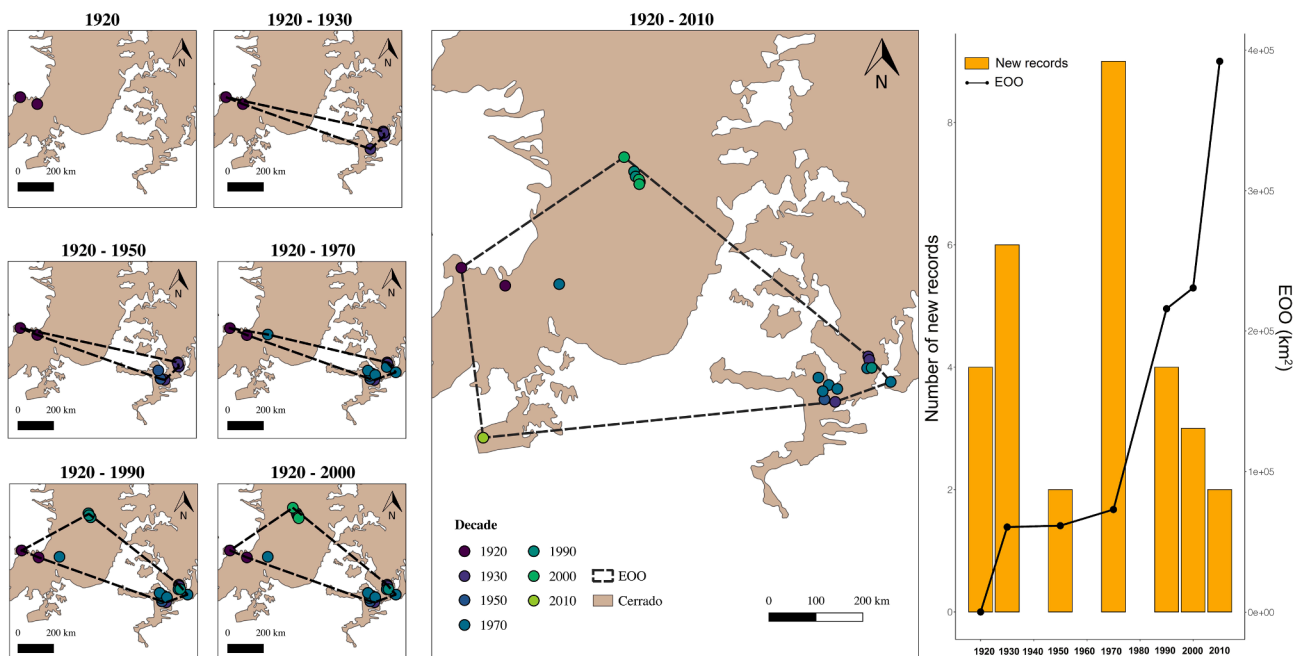 1920
N
0 200 km
1920 - 1930
N
0 200 km
1920 - 1950
N
0 200 km
1920 - 1970
N
0 200 km
1920 - 1990
N
0 200 km
1920 - 2000
N
0 200 km
1920 - 2010
N
Decade
1920
1930
1950
1970
1990
2000
2010
EOO
Cerrado
0 100 200 km
New records
EOO
Number of new records
8
6
4
2
0
EOO (km²)
4e+05
3e+05
2e+05
1e+05
0e+00
1920 1930 1940 1950 1960 1970 1980 1990 2000 2010